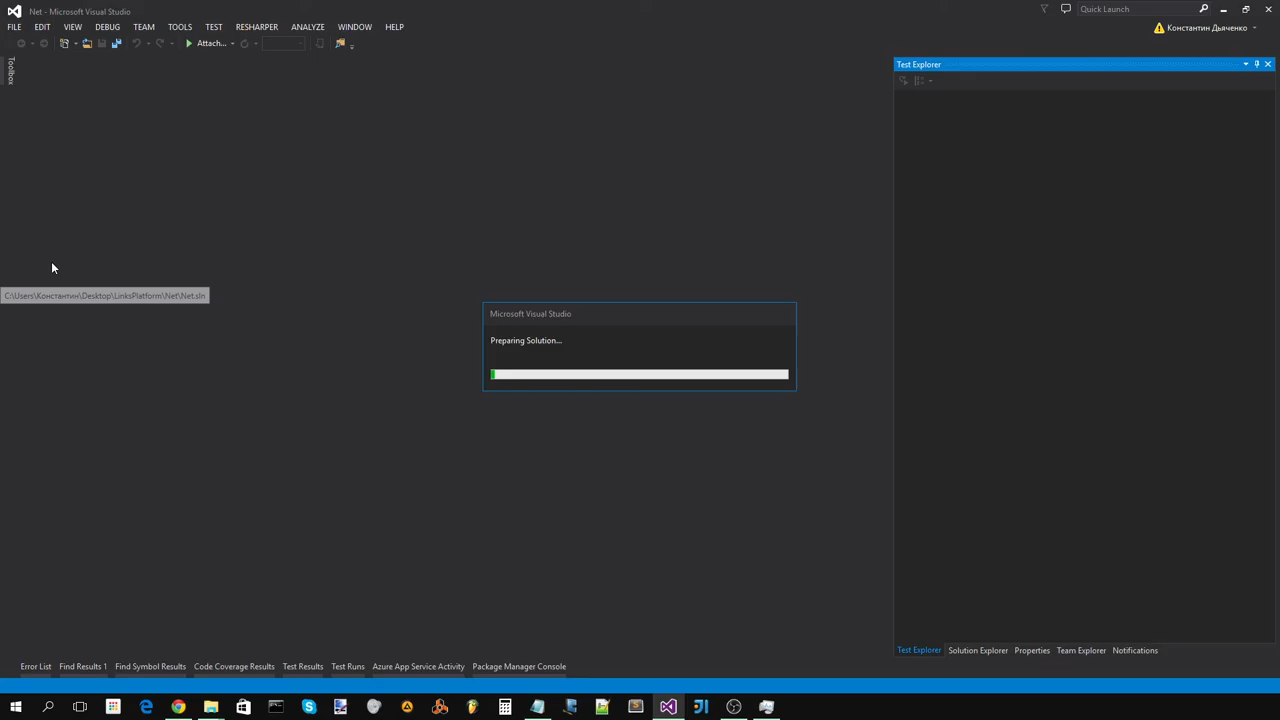 Net - Microsoft Visual Studio
Quick Launch
FILE EDIT VIEW DEBUG TEAM TOOLS TEST RESHARPER ANALYZE WINDOW HELP
Константин Дьяченко
Attach...
Toolbox
Test Explorer
C:\Users\Константин\Desktop\LinksPlatform\Net\Net.sln
Microsoft Visual Studio
Preparing Solution...
Test Explorer Solution Explorer Properties Team Explorer Notifications
Error List Find Results 1 Find Symbol Results Code Coverage Results Test Results Test Runs Azure App Service Activity Package Manager Console